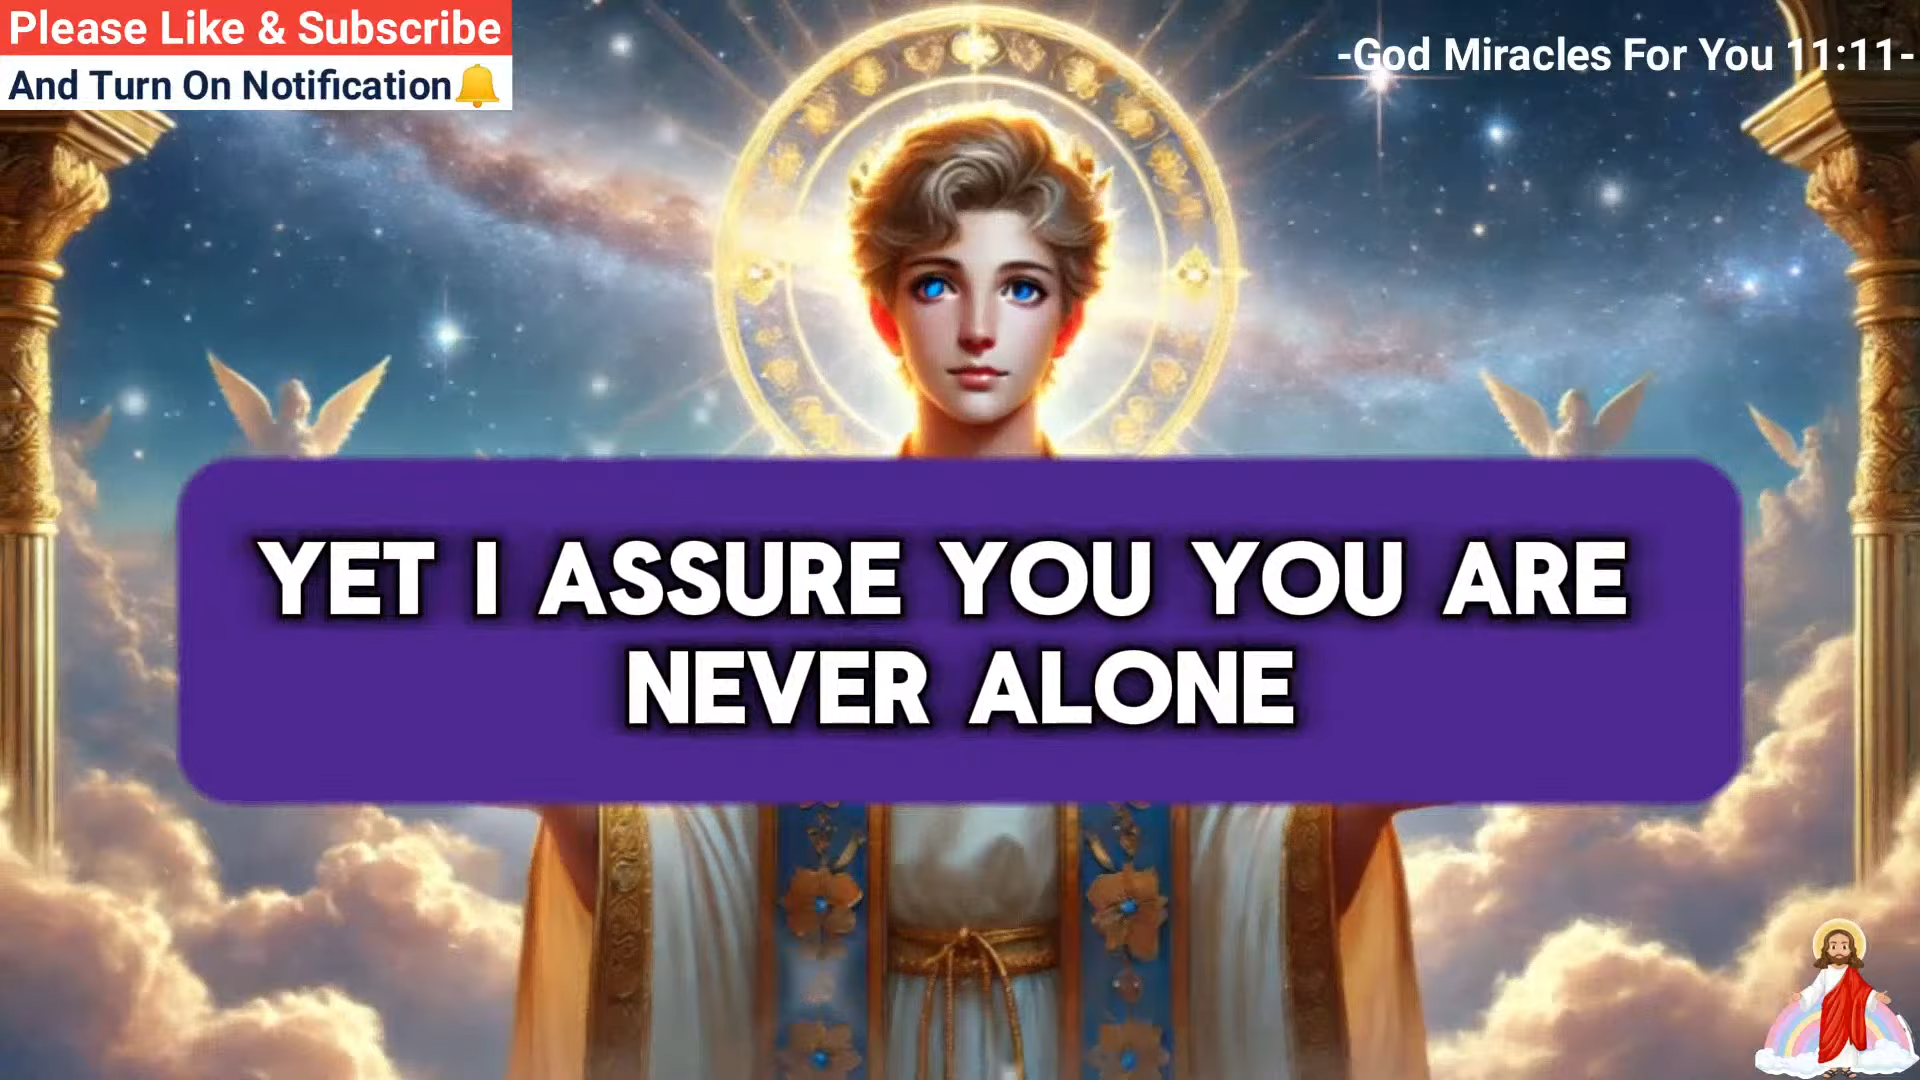 Please Like & Subscribe
And Turn On Notification🔔
-God Miracles For You 11:11-
YET I ASSURE YOU YOU ARE
NEVER ALONE